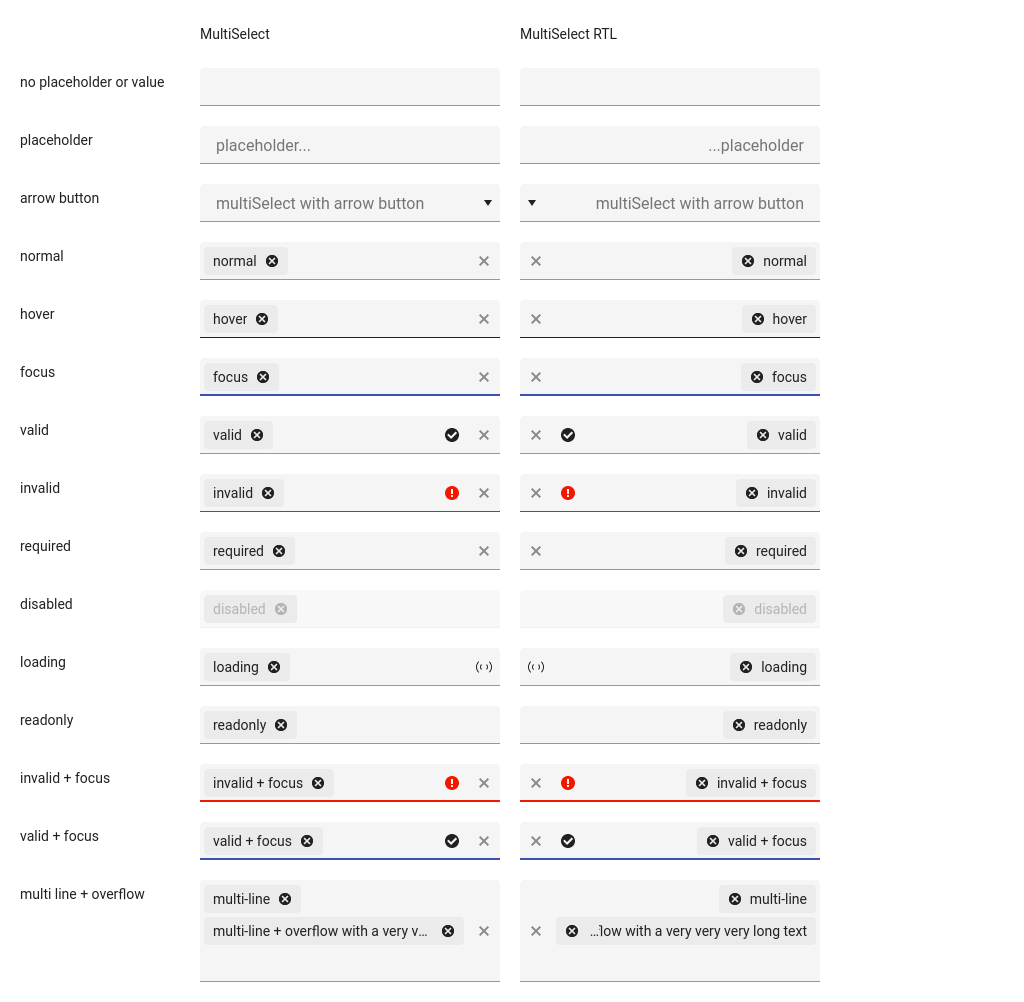 MultiSelect MultiSelect RTL
no placeholder or value
placeholder placeholder... ...placeholder
arrow button multiSelect with arrow button multiSelect with arrow button
normal normal normal
hover hover hover
focus focus focus
valid valid valid
invalid invalid invalid
required required required
disabled disabled disabled
loading loading loading
readonly readonly readonly
invalid + focus invalid + focus invalid + focus
valid + focus valid + focus valid + focus
multi line + overflow multi-line multi-line
multi-line + overflow with a very v... ...flow with a very very very long text